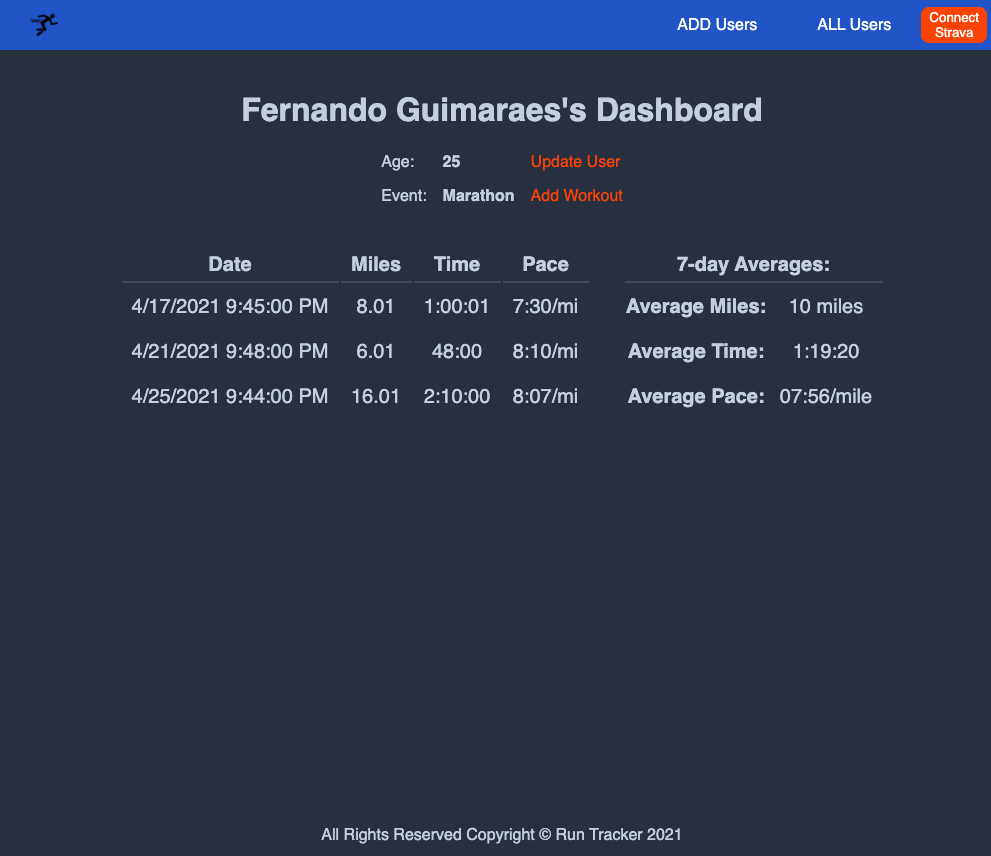 ADD Users ALL Users Connect
Strava
Fernando Guimaraes's Dashboard
Age: 25 Update User
Event: Marathon Add Workout
Date Miles Time Pace 7-day Averages:
4/17/2021 9:45:00 PM 8.01 1:00:01 7:30/mi Average Miles: 10 miles
4/21/2021 9:48:00 PM 6.01 48:00 8:10/mi Average Time: 1:19:20
4/25/2021 9:44:00 PM 16.01 2:10:00 8:07/mi Average Pace: 07:56/mile
All Rights Reserved Copyright © Run Tracker 2021